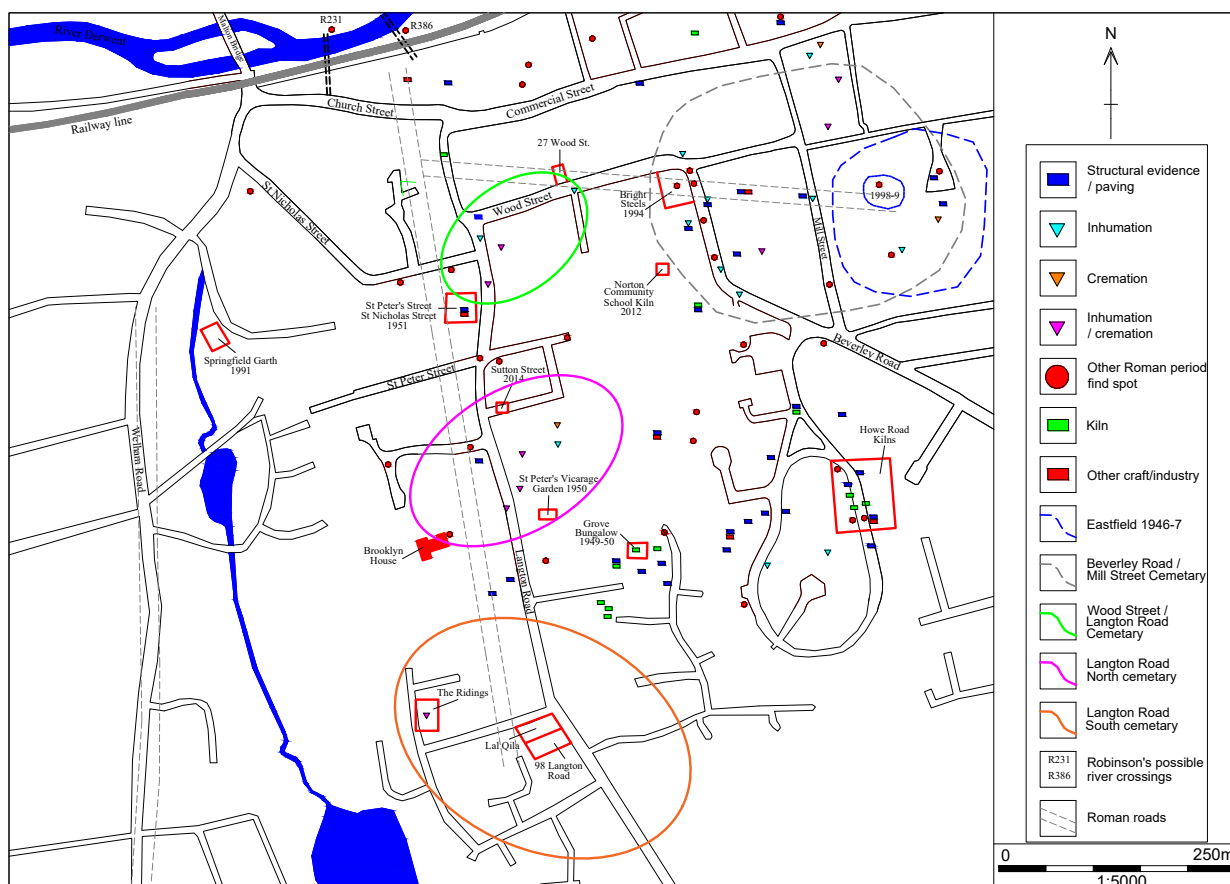 R231
R386
River Derwent
Malton Bridge
Railway line
Church Street
Commercial Street
St Nicholas Street
27 Wood St.
Wood Street
Bright
Steels
1994
Mill Street
1998-9
Norton
Community
School Kiln
2012
St Peter's Street
St Nicholas Street
1951
Springfield Garth
1991
St Peter Street
Sutton Street
2014
Beverley Road
Howe Road
Kilns
Welham Road
St Peter's Vicarage
Garden 1950
Grove
Bungalow
1949-50
Brooklyn
House
Langton Road
The Ridings
Lal Qila
98 Langton
Road
N
Structural evidence
/ paving
Inhumation
Cremation
Inhumation
/ cremation
Other Roman period
find spot
Kiln
Other craft/industry
Eastfield 1946-7
Beverley Road /
Mill Street Cemetary
Wood Street /
Langton Road
Cemetary
Langton Road
North cemetary
Langton Road
South cemetary
R231
R386
Robinson's possible
river crossings
Roman roads
0 250m
1:5000